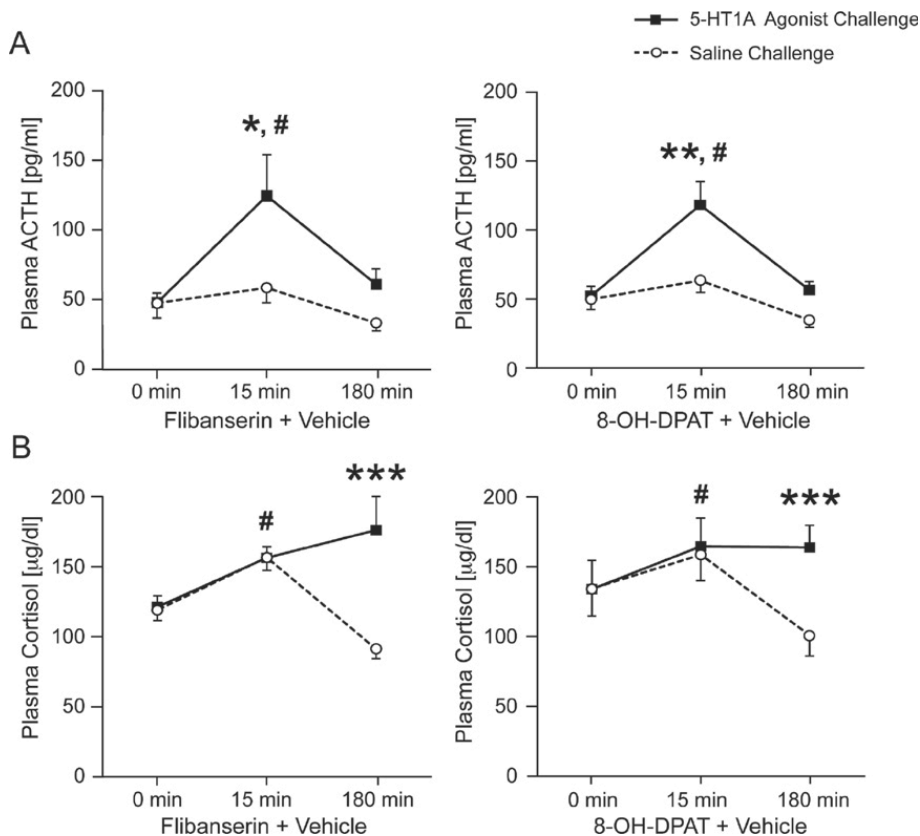 5-HT1A Agonist Challenge
Saline Challenge
A
Plasma ACTH [pg/ml]
200
150
100
50
0
*, #
0 min 15 min 180 min
Flibanserin + Vehicle
Plasma ACTH [pg/ml]
200
150
100
50
0
**, #
0 min 15 min 180 min
8-OH-DPAT + Vehicle
B
Plasma Cortisol [µg/dl]
200
150
100
50
0
#
***
0 min 15 min 180 min
Flibanserin + Vehicle
Plasma Cortisol [µg/dl]
200
150
100
50
0
#
***
0 min 15 min 180 min
8-OH-DPAT + Vehicle